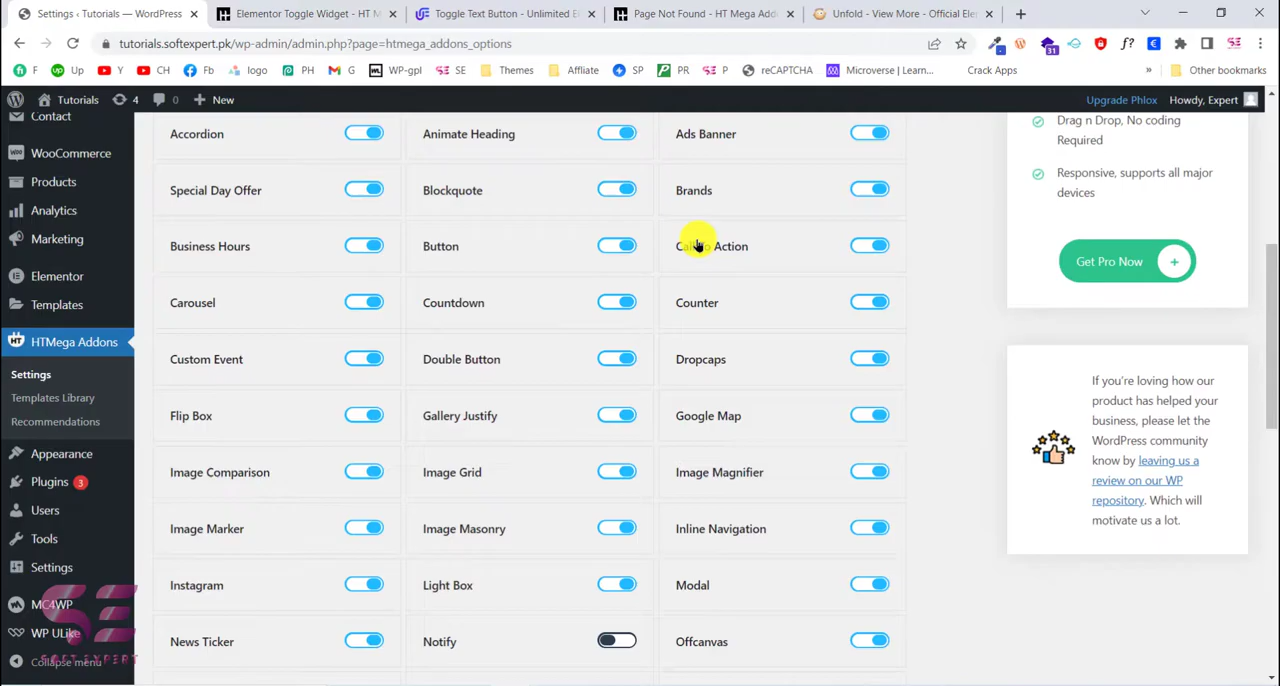 Settings ‹ Tutorials — WordPress
Elementor Toggle Widget - HT M
Toggle Text Button - Unlimited E
Page Not Found - HT Mega Add
Unfold - View More - Official Ele
tutorials.softexpert.pk/wp-admin/admin.php?page=htmega_addons_options
31
F
Up
Y
CH
Fb
logo
PH
G
WP-gpl
SE
Themes
Affliate
SP
PR
P
reCAPTCHA
Microverse | Learn...
Crack Apps
»
Other bookmarks
Tutorials
4
0
New
Upgrade Phlox
Howdy, Expert
Contact
WooCommerce
Products
Analytics
Marketing
Elementor
Templates
HTMega Addons
Settings
Templates Library
Recommendations
Appearance
Plugins 3
Users
Tools
Settings
MC4WP
WP ULike
Collapse menu
SOFT EXPERT
Accordion
Animate Heading
Ads Banner
Special Day Offer
Blockquote
Brands
Business Hours
Button
Call To Action
Carousel
Countdown
Counter
Custom Event
Double Button
Dropcaps
Flip Box
Gallery Justify
Google Map
Image Comparison
Image Grid
Image Magnifier
Image Marker
Image Masonry
Inline Navigation
Instagram
Light Box
Modal
News Ticker
Notify
Offcanvas
Drag n Drop, No coding
Required
Responsive, supports all major
devices
Get Pro Now +
If you're loving how our
product has helped your
business, please let the
WordPress community
know by leaving us a
review on our WP
repository. Which will
motivate us a lot.